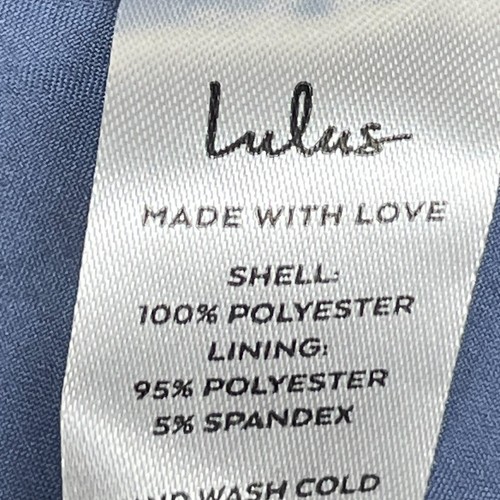 Lulus
MADE WITH LOVE
SHELL:
100% POLYESTER
LINING:
95% POLYESTER
5% SPANDEX
WASH COLD